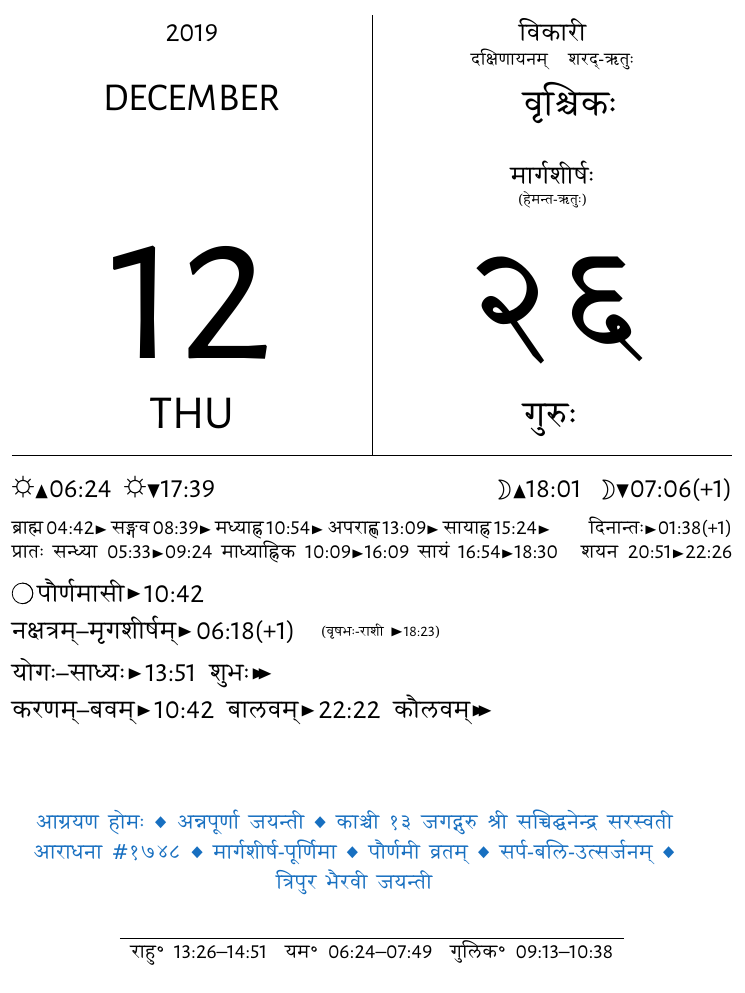 2019
DECEMBER
12
THU
विकारी
दक्षिणायनम् शरद्-ऋतुः
वृश्चिकः
मार्गशीर्षः
(हेमन्त-ऋतुः)
२६
गुरुः
☼▲06:24 ☼▼17:39 ☽▲18:01 ☽▼07:06(+1)
ब्राह्म 04:42► सङ्गव 08:39► मध्याह्न 10:54► अपराह्ण 13:09► सायाह्न 15:24► दिनान्तः►01:38(+1)
प्रातः सन्ध्या 05:33►09:24 माध्याह्निक 10:09►16:09 सायं 16:54►18:30 शयन 20:51►22:26
○पौर्णमासी►10:42
नक्षत्रम्–मृगशीर्षम्► 06:18(+1) (वृषभः-राशी ►18:23)
योगः–साध्यः►13:51 शुभः►►
करणम्–बवम्►10:42 बालवम्►22:22 कौलवम्►►
आग्रयण होमः ◆ अन्नपूर्णा जयन्ती ◆ काञ्ची १३ जगद्गुरु श्री सच्चिद्घनेन्द्र सरस्वती
आराधना #१७४८ ◆ मार्गशीर्ष-पूर्णिमा ◆ पौर्णमी व्रतम् ◆ सर्प-बलि-उत्सर्जनम् ◆
त्रिपुर भैरवी जयन्ती
राहु॰ 13:26–14:51 यम॰ 06:24–07:49 गुलिक॰ 09:13–10:38